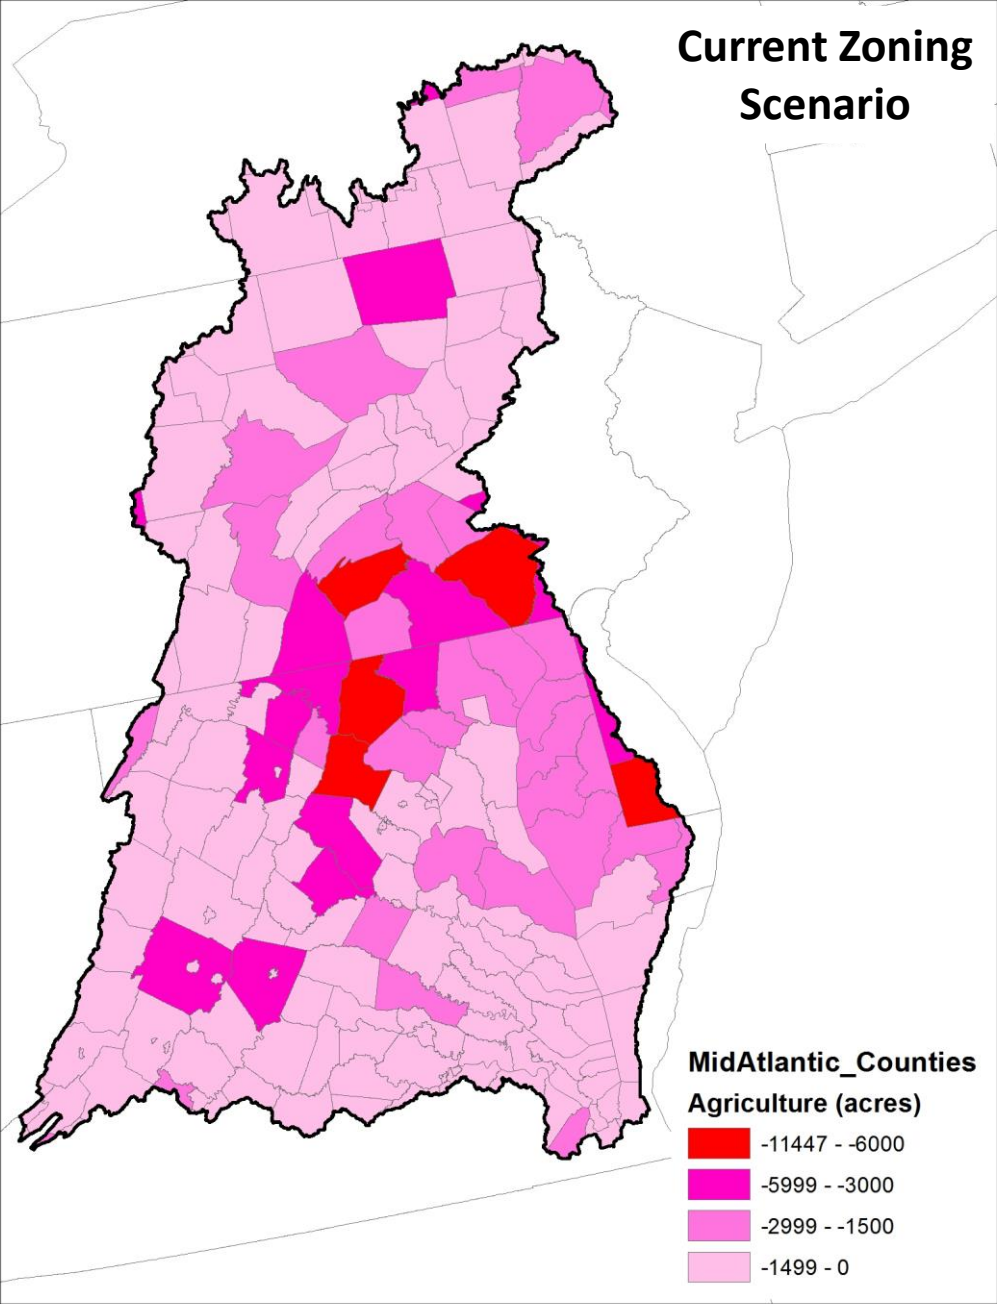 Current Zoning
Scenario
MidAtlantic_Counties
Agriculture (acres)
-11447 - -6000
-5999 - -3000
-2999 - -1500
-1499 - 0